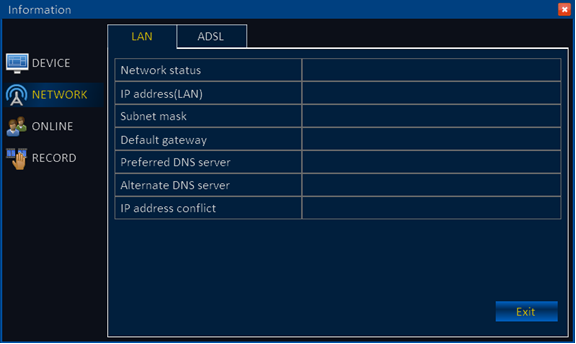 Information
LAN
ADSL
DEVICE
NETWORK
ONLINE
RECORD
Network status
IP address(LAN)
Subnet mask
Default gateway
Preferred DNS server
Alternate DNS server
IP address conflict
Exit